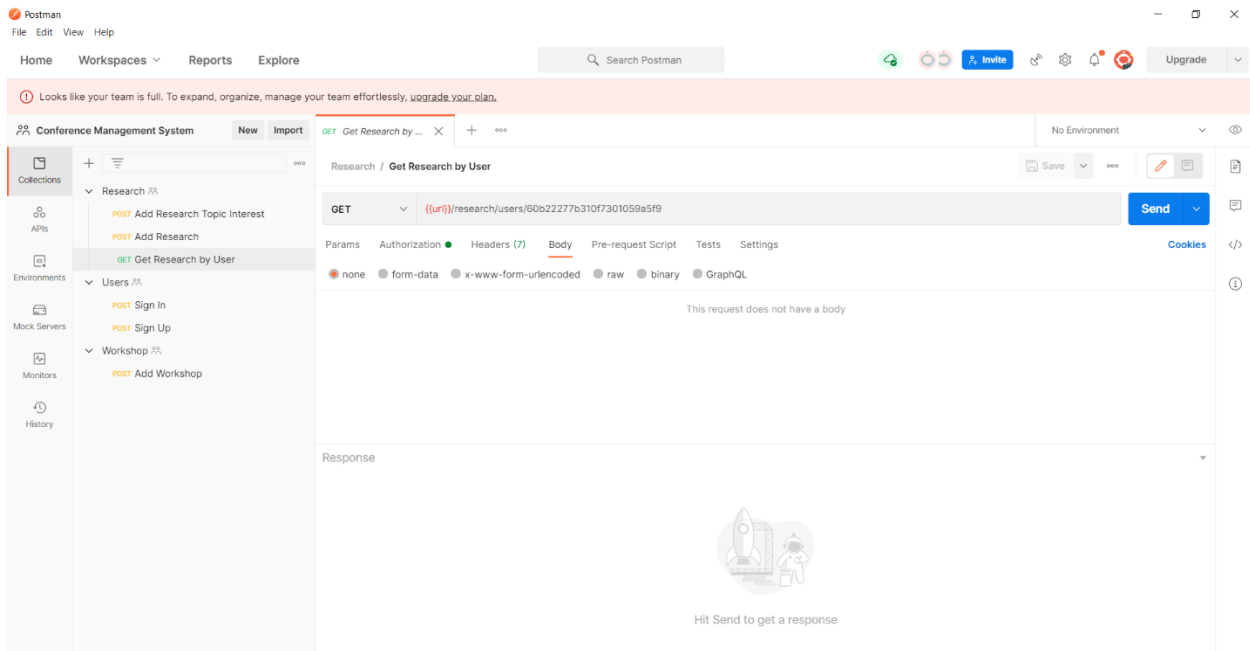 Postman
File Edit View Help
Home Workspaces Reports Explore Search Postman Invite Upgrade
Looks like your team is full. To expand, organize, manage your team effortlessly, upgrade your plan.
Conference Management System New Import GET Get Research by ... No Environment
Collections
APIs
Environments
Mock Servers
Monitors
History
Research
POST Add Research Topic Interest
POST Add Research
GET Get Research by User
Users
POST Sign In
POST Sign Up
Workshop
POST Add Workshop
Research / Get Research by User Save
GET {{url}}/research/users/60b22277b310f7301059a5f9 Send
Params Authorization Headers (7) Body Pre-request Script Tests Settings Cookies
none form-data x-www-form-urlencoded raw binary GraphQL
This request does not have a body
Response
Hit Send to get a response